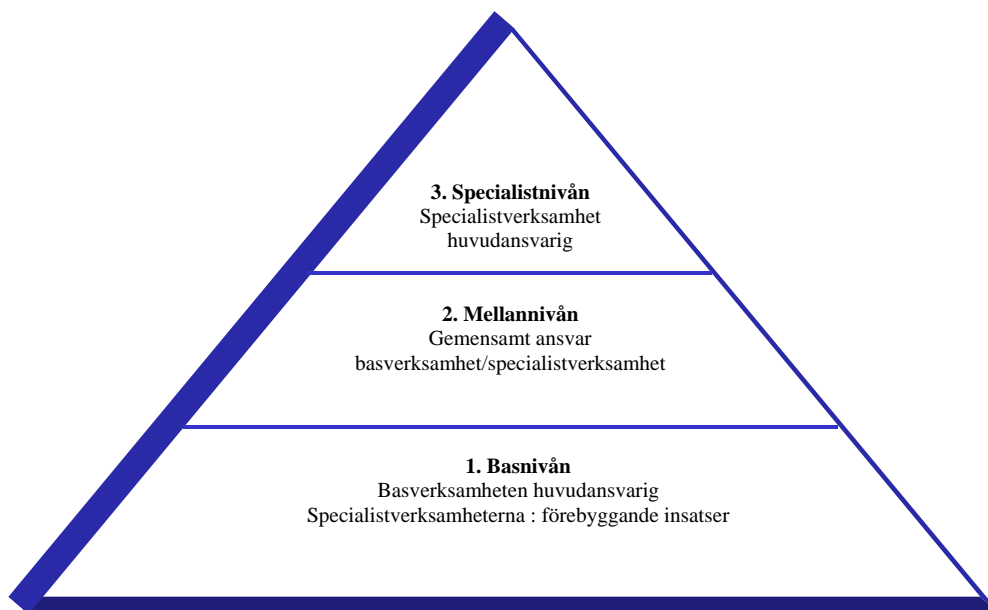 3. Specialistnivån
Specialistverksamhet
huvudansvarig
2. Mellannivån
Gemensamt ansvar
basverksamhet/specialistverksamhet
1. Basnivån
Basverksamheten huvudansvarig
Specialistverksamheterna : förebyggande insatser